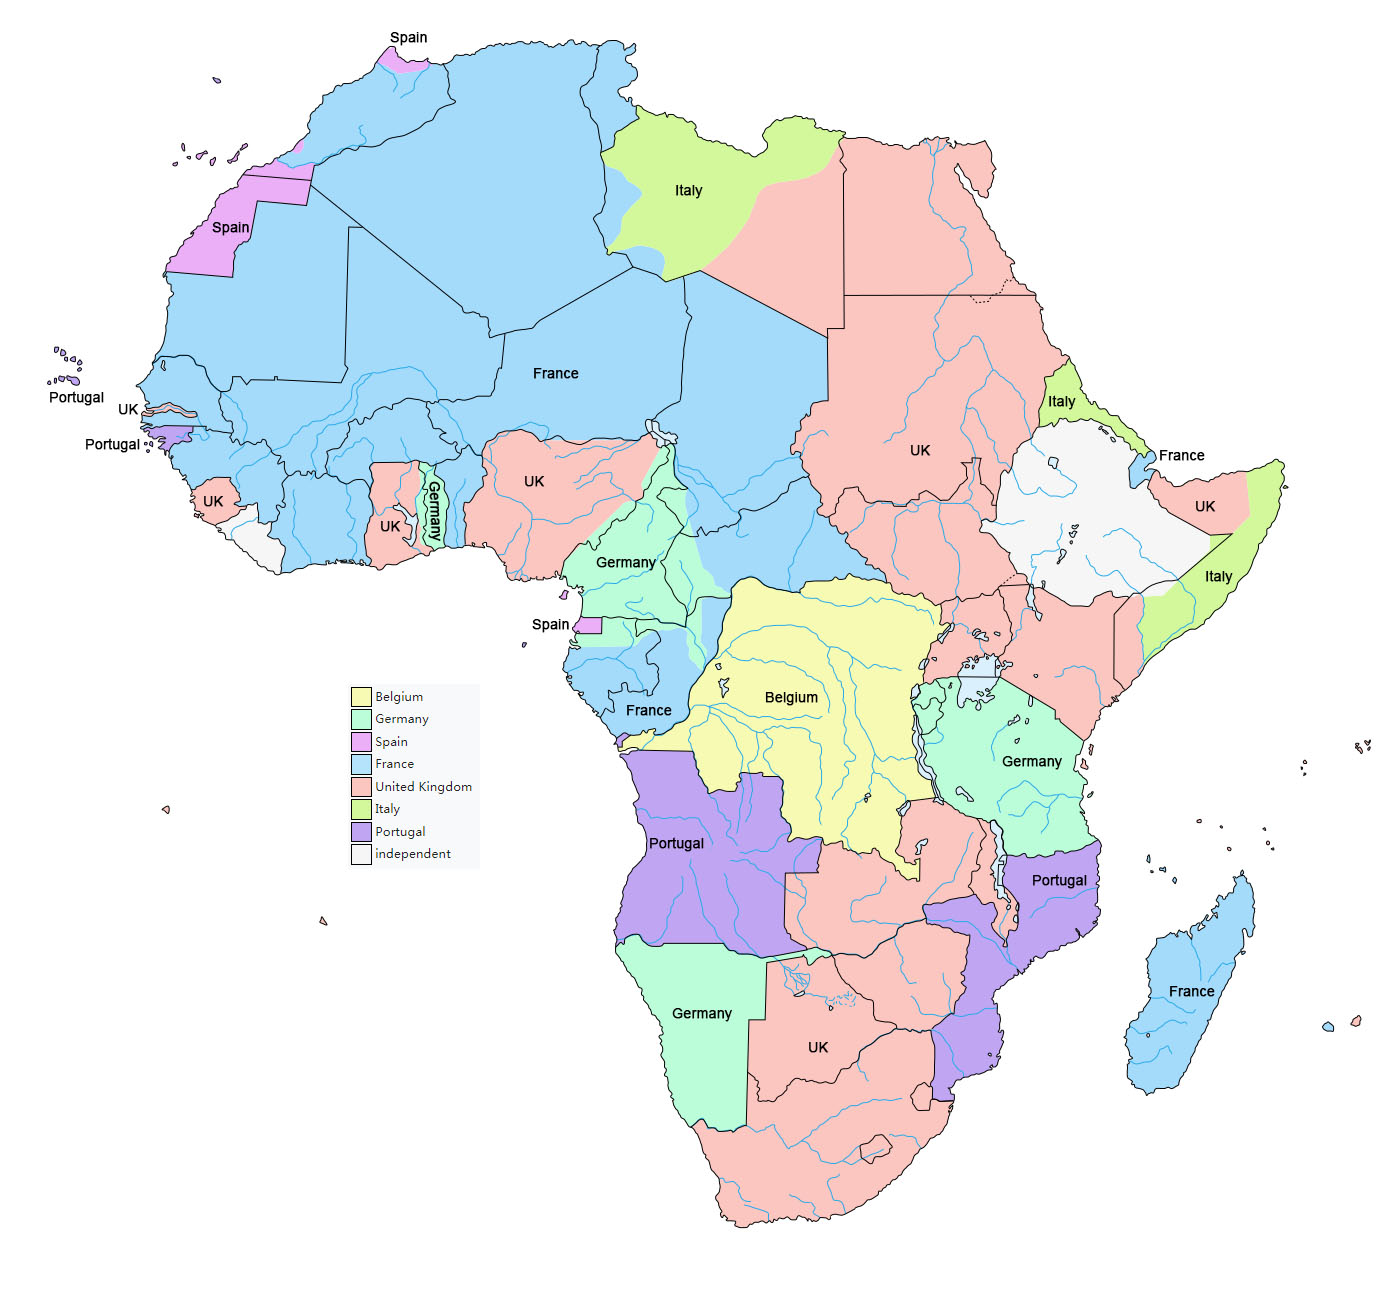 Spain
Italy
Spain
France
Portugal
UK
Italy
Portugal
France
UK
UK
UK
Germany
UK
UK
Germany
Italy
Spain
Belgium
France
Germany
Belgium
Germany
Spain
France
United Kingdom
Italy
Portugal
independent
Portugal
Portugal
France
Germany
UK